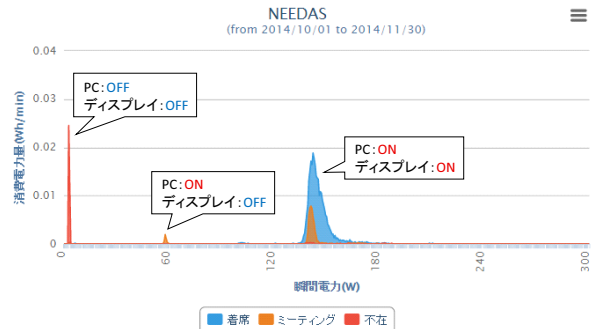 NEEDAS
(from 2014/10/01 to 2014/11/30)
消費電力量(Wh/min)
0.04
0.03
0.02
0.01
0
PC:OFF
ディスプレイ:OFF
PC:ON
ディスプレイ:OFF
PC:ON
ディスプレイ:ON
0
60
120
180
240
300
瞬間電力(W)
着席
ミーティング
不在